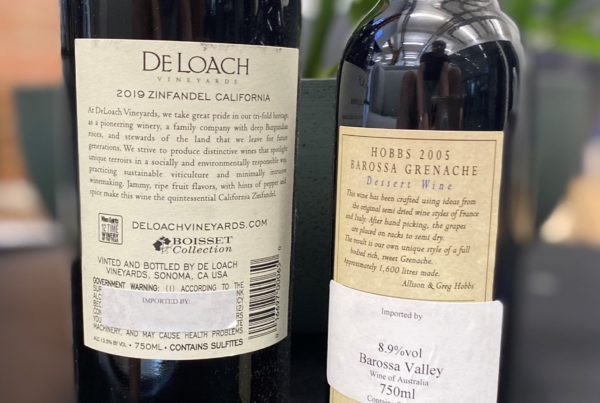 DE LOACH
VINEYARDS
2019 ZINFANDEL CALIFORNIA
At DeLoach Vineyards, we take great pride in our tri-fold heritage
as a pioneering winery, a family company with deep Burgundian
roots, and stewards of the land that we leave for future
generations. We strive to produce distinctive wines that spotlight
unique terroirs in a socially and environmentally responsible way,
practicing sustainable viticulture and minimally intrusive
winemaking. Jammy, ripe fruit flavors, with hints of pepper and
spice make this wine the quintessential California Zinfandel.
12 TIME
WINERY
DELOACHVINEYARDS.COM
BOISSET
Collection
VINTED AND BOTTLED BY DE LOACH
VINEYARDS, SONOMA, CA USA
GOVERNMENT WARNING: (1) ACCORDING TO THE
IMPORTED BY:
MACHINERY, AND MAY CAUSE HEALTH PROBLEMS
750ML • CONTAINS SULFITES
HOBBS 2005
BAROSSA GRENACHE
Dessert Wine
This wine has been crafted using ideas from
the original semi dried wine styles of France
and Italy. After hand picking, the grapes
are placed on racks to semi dry.
The result is our own unique style of a full
bodied rich, sweet Grenache.
Approximately 1,600 litres made.
Allison & Greg Hobbs
Imported by
8.9%vol
Barossa Valley
Wine of Australia
750ml